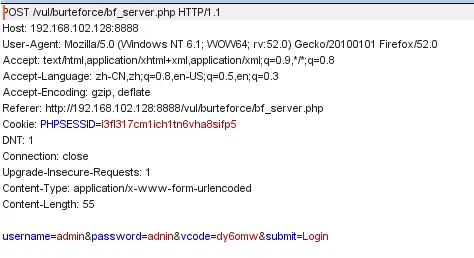 POST /vul/burteforce/bf_server.php HTTP/1.1
Host: 192.168.102.128:8888
User-Agent: Mozilla/5.0 (Windows NT 6.1; WOW64; rv:52.0) Gecko/20100101 Firefox/52.0
Accept: text/html,application/xhtml+xml,application/xml;q=0.9,*/*;q=0.8
Accept-Language: zh-CN,zh;q=0.8,en-US;q=0.5,en;q=0.3
Accept-Encoding: gzip, deflate
Referer: http://192.168.102.128:8888/vul/burteforce/bf_server.php
Cookie: PHPSESSID=i3fl317cm1ich1tn6vha8sifp5
DNT: 1
Connection: close
Upgrade-Insecure-Requests: 1
Content-Type: application/x-www-form-urlencoded
Content-Length: 55
username=admin&password=adnin&vcode=dy6omw&submit=Login